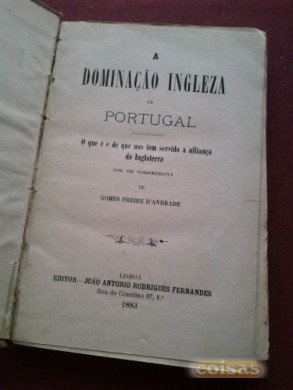 A
DOMINAÇÃO INGLEZA
EM
PORTUGAL
O que é e de que nos tem servido a alliança
da Inglaterra
POR UM
DE
GOMES FREIRE D'ANDRADE
LISBOA
EDITOR—JOÃO ANTONIO RODRIGUES FERNANDES
Rua do Crucifixo 87, 1.º
1883
coisas